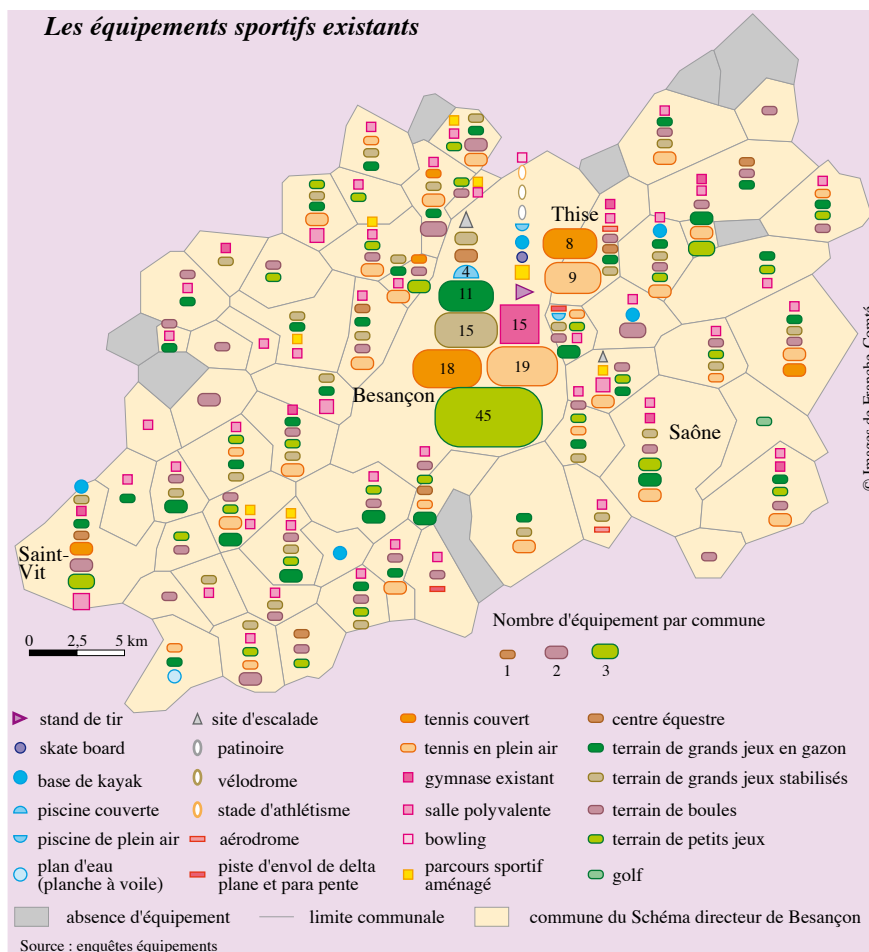 Les équipements sportifs existants
Thise
8
9
4
11
15
15
18
19
Besançon
45
Saône
Saint-
Vit
© Images de Franche-Comté
0 2,5 5 km
Nombre d'équipement par commune
1 2 3
stand de tir
site d'escalade
tennis couvert
centre équestre
skate board
patinoire
tennis en plein air
terrain de grands jeux en gazon
base de kayak
vélodrome
gymnase existant
terrain de grands jeux stabilisés
piscine couverte
stade d'athlétisme
salle polyvalente
terrain de boules
piscine de plein air
aérodrome
bowling
terrain de petits jeux
plan d'eau
(planche à voile)
piste d'envol de delta
plane et para pente
parcours sportif
aménagé
golf
absence d'équipement
limite communale
commune du Schéma directeur de Besançon
Source : enquêtes équipements